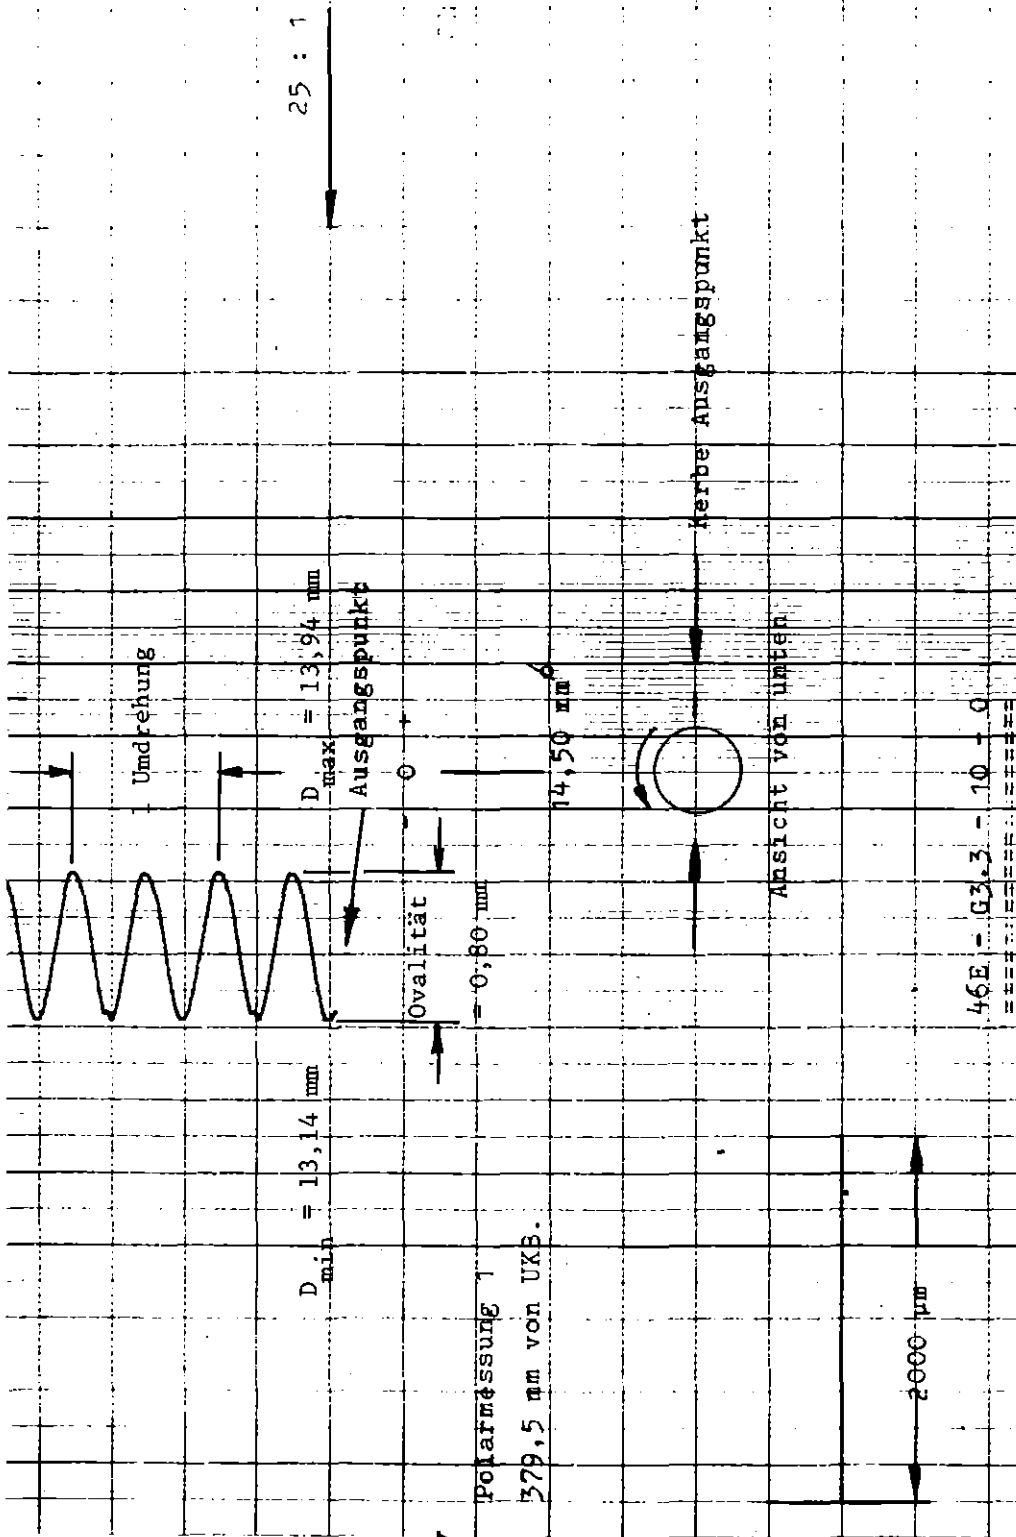 25 : 1
1 Umdrehung
D min = 13,14 mm
D max = 13,94 mm
Ausgangspunkt
- O +
Ovalität
= 0,80 mm
Polarmessung 1
379,5 mm von UKB.
14,50 mm
Kerbe Ausgangspunkt
Ansicht von unten
2000 µm
46E - G3.3 - 10 - 0